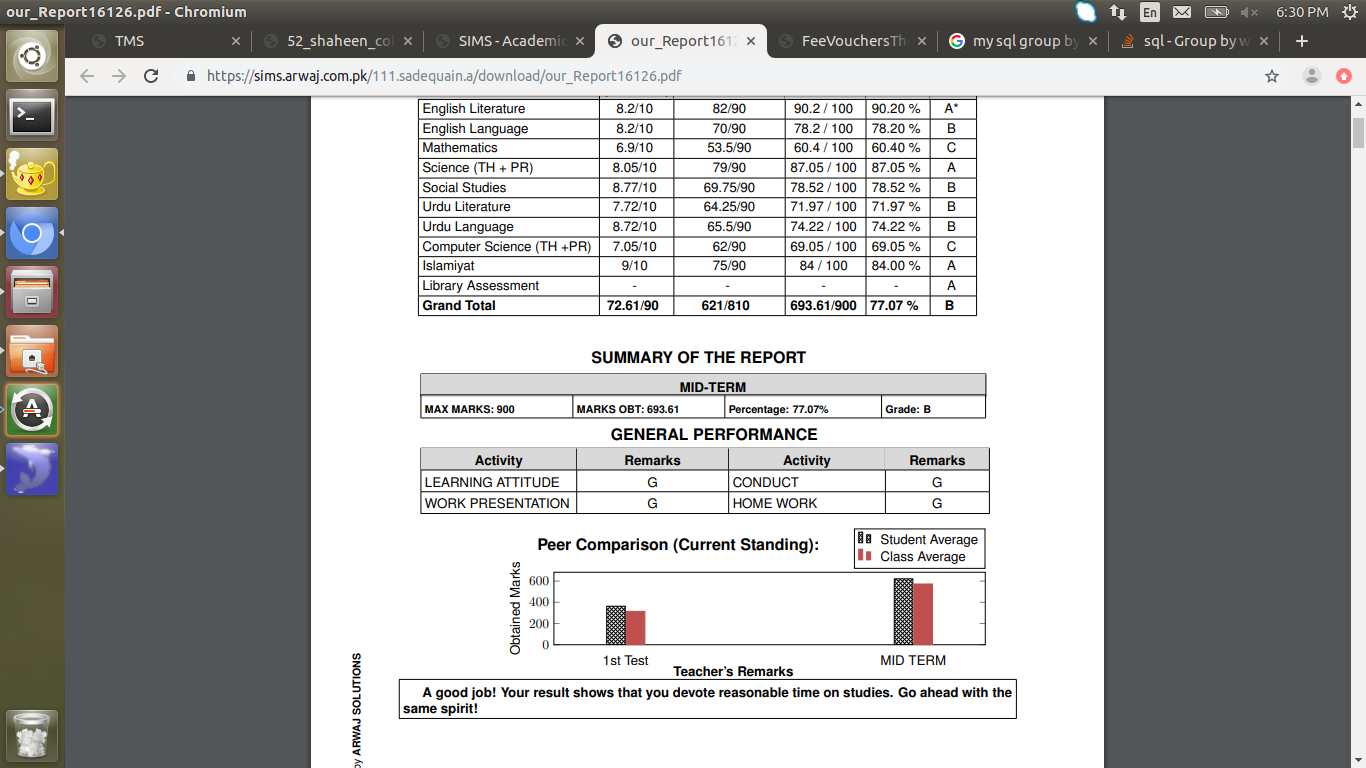 our_Report16126.pdf - Chromium
En
6:30 PM
TMS
52_shaheen_col
SIMS - Academic
our_Report1612
FeeVouchersTh
my sql group by
sql - Group by w
https://sims.arwaj.com.pk/111.sadequain.a/download/our_Report16126.pdf
English Literature 8.2/10 82/90 90.2 / 100 90.20 % A*
English Language 8.2/10 70/90 78.2 / 100 78.20 % B
Mathematics 6.9/10 53.5/90 60.4 / 100 60.40 % C
Science (TH + PR) 8.05/10 79/90 87.05 / 100 87.05 % A
Social Studies 8.77/10 69.75/90 78.52 / 100 78.52 % B
Urdu Literature 7.72/10 64.25/90 71.97 / 100 71.97 % B
Urdu Language 8.72/10 65.5/90 74.22 / 100 74.22 % B
Computer Science (TH +PR) 7.05/10 62/90 69.05 / 100 69.05 % C
Islamiyat 9/10 75/90 84 / 100 84.00 % A
Library Assessment - - - - A
Grand Total 72.61/90 621/810 693.61/900 77.07 % B
SUMMARY OF THE REPORT
MID-TERM
MAX MARKS: 900 MARKS OBT: 693.61 Percentage: 77.07% Grade: B
GENERAL PERFORMANCE
Activity Remarks Activity Remarks
LEARNING ATTITUDE G CONDUCT G
WORK PRESENTATION G HOME WORK G
Peer Comparison (Current Standing):
Student Average
Class Average
Obtained Marks
600
400
200
0
1st Test
MID TERM
Teacher's Remarks
A good job! Your result shows that you devote reasonable time on studies. Go ahead with the
same spirit!
by ARWAJ SOLUTIONS